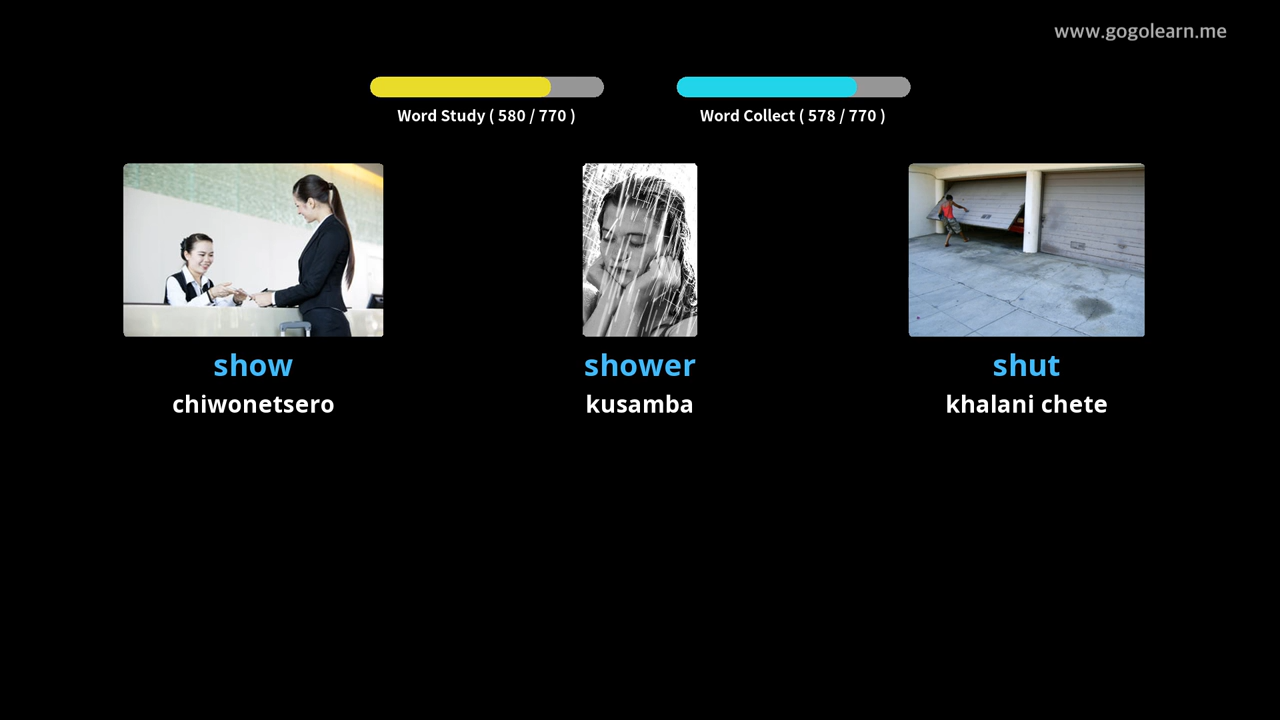 www.gogolearn.me
Word Study ( 580 / 770 )
Word Collect ( 578 / 770 )
show
shower
shut
chiwonetsero
kusamba
khalani chete